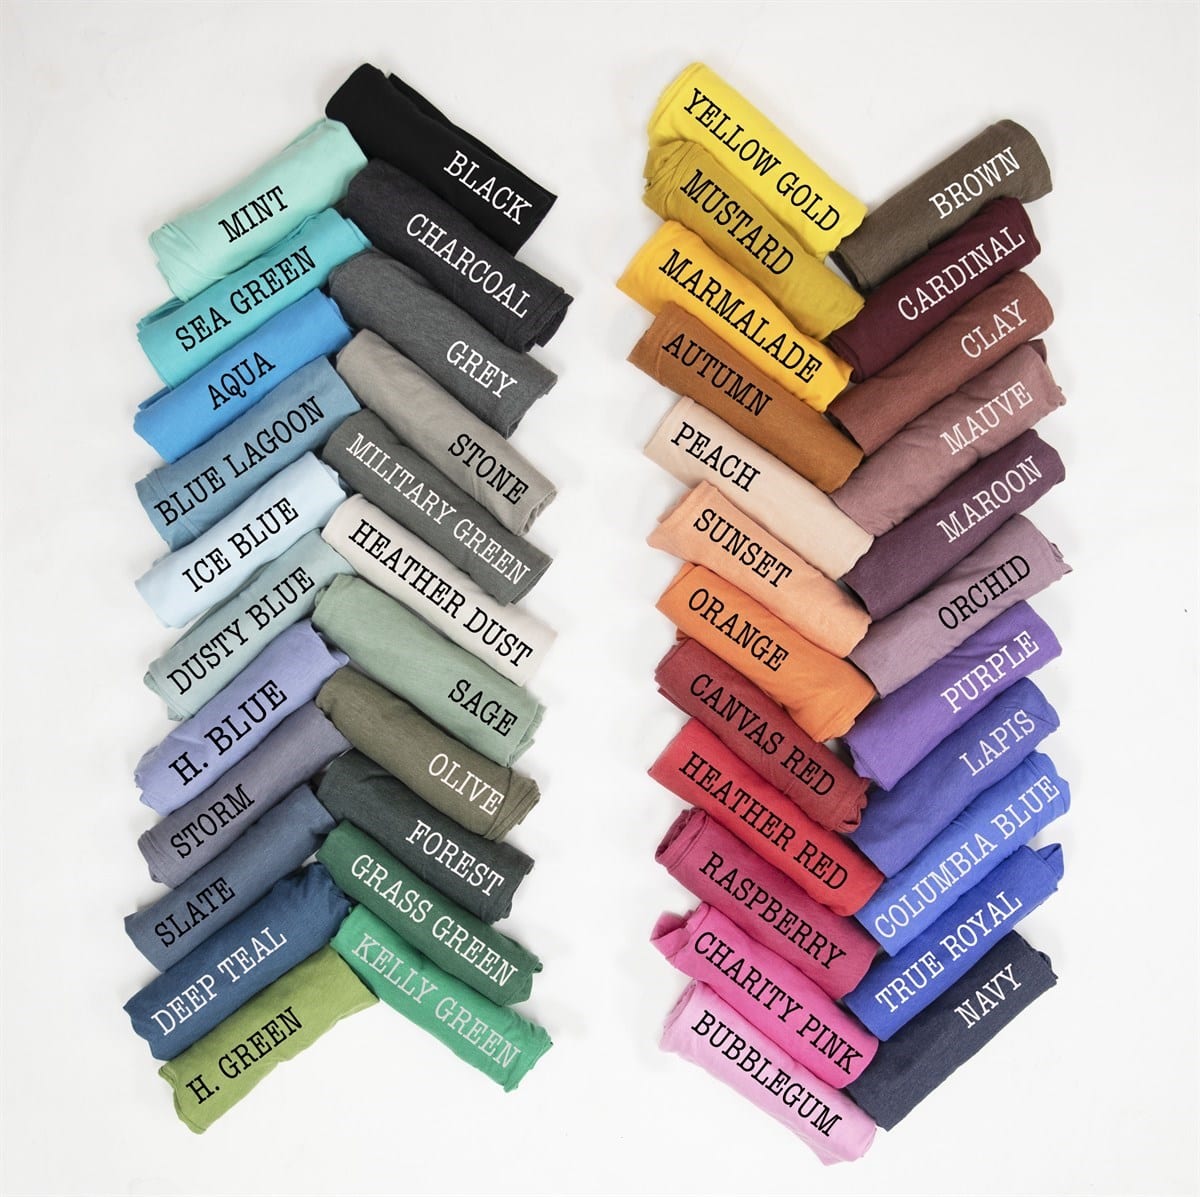 MINT
SEA GREEN
AQUA
BLUE LAGOON
ICE BLUE
DUSTY BLUE
H. BLUE
STORM
SLATE
DEEP TEAL
H. GREEN
BLACK
CHARCOAL
GREY
STONE
MILITARY GREEN
HEATHER DUST
SAGE
OLIVE
FOREST
GRASS GREEN
KELLY GREEN
YELLOW GOLD
MUSTARD
MARMALADE
AUTUMN
PEACH
SUNSET
ORANGE
CANVAS RED
HEATHER RED
RASPBERRY
CHARITY PINK
BUBBLEGUM
BROWN
CARDINAL
CLAY
MAUVE
MAROON
ORCHID
PURPLE
LAPIS
COLUMBIA BLUE
TRUE ROYAL
NAVY